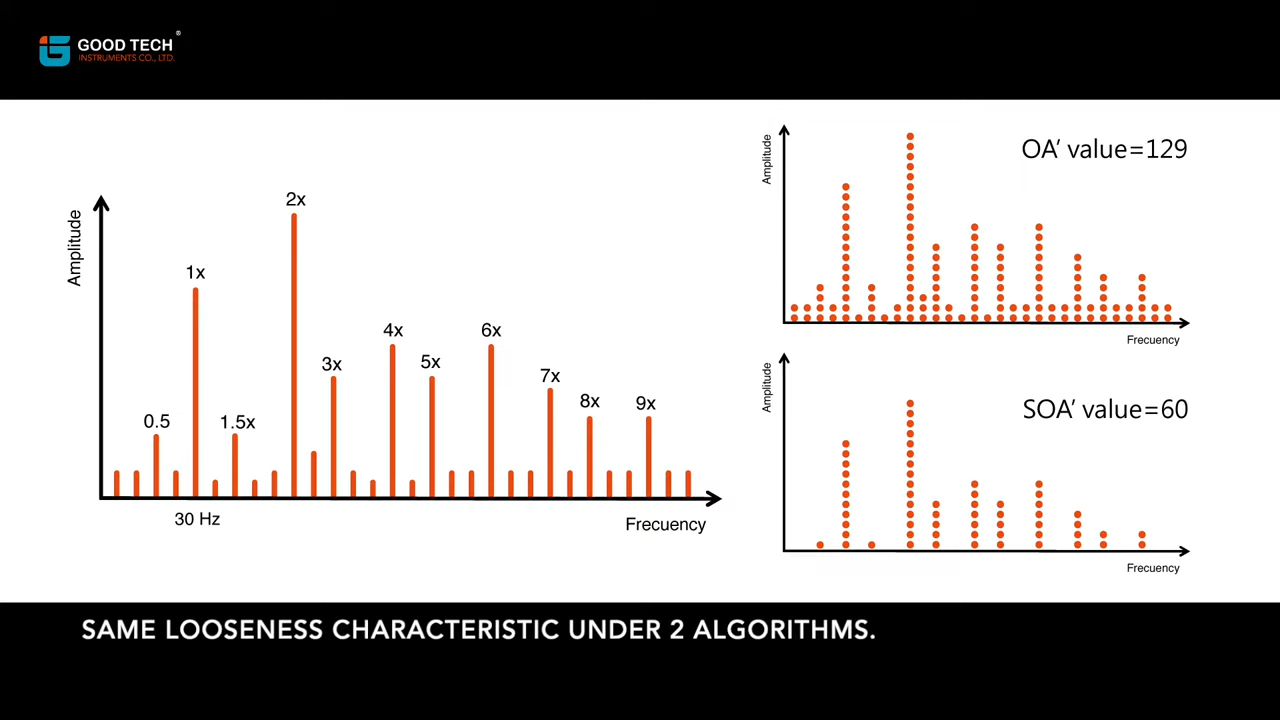 GOOD TECH®
INSTRUMENTS CO., LTD.
Amplitude
0.5
1x
1.5x
2x
3x
4x
5x
6x
7x
8x
9x
30 Hz
Frecuency
Amplitude
OA’ value=129
Frecuency
Amplitude
SOA’ value=60
Frecuency
SAME LOOSENESS CHARACTERISTIC UNDER 2 ALGORITHMS.